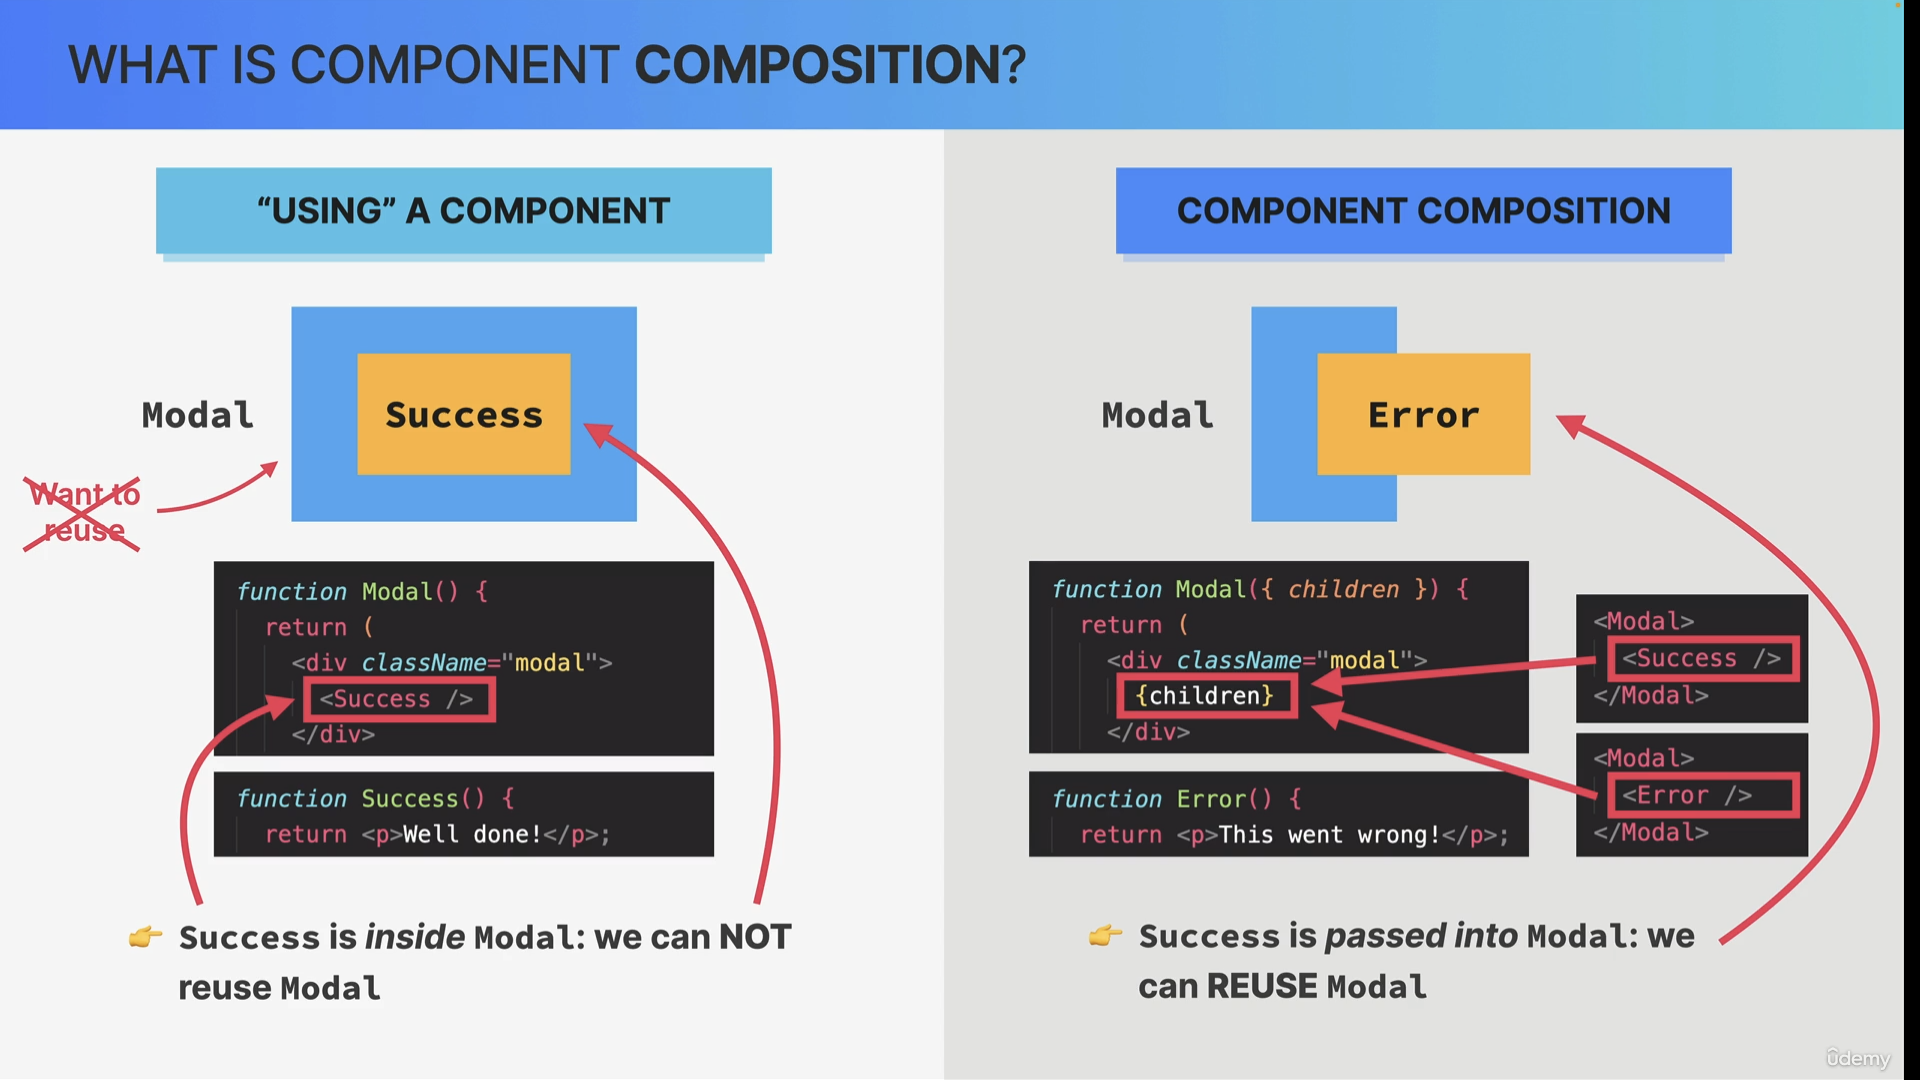 WHAT IS COMPONENT COMPOSITION?
“USING” A COMPONENT
Modal
Success
Want to
reuse
function Modal() {
return (
<div className="modal">
<Success />
</div>
function Success() {
return <p>Well done!</p>;
👉 Success is inside Modal: we can NOT
reuse Modal
COMPONENT COMPOSITION
Modal
Error
function Modal({ children }) {
return (
<div className="modal">
{children}
</div>
function Error() {
return <p>This went wrong!</p>;
<Modal>
<Success />
</Modal>
<Modal>
<Error />
</Modal>
👉 Success is passed into Modal: we
can REUSE Modal
ûdemy